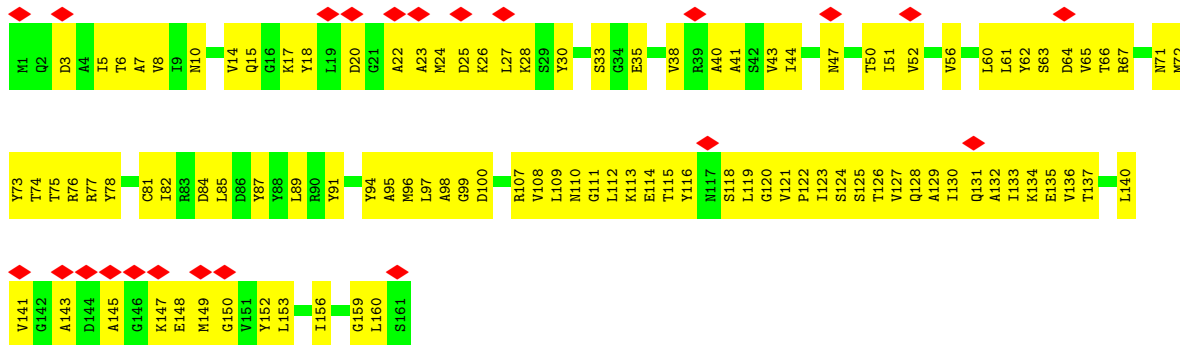 M1 Q2 D3 A4 I5 T6 A7 V8 I9 N10 V14 Q15 G16 K17 Y18 L19 D20 G21 A22 A23 M24 D25 K26 L27 K28 S29 Y30 S33 G34 E35 V38 R39 A40 A41 S42 V43 I44 N47 T50 I51 V52 V56 L60 L61 Y62 S63 D64 V65 T66 R67 N71 M72
Y73 T74 T75 R76 R77 Y78 C81 I82 R83 D84 L85 D86 Y87 Y88 L89 R90 Y91 Y94 A95 M96 L97 A98 G99 D100 R107 V108 L109 N110 G111 L112 K113 E114 T115 Y116 N117 S118 L119 G120 V121 P122 I123 S124 S125 T126 V127 Q128 A129 I130 Q131 A132 I133 K134 E135 V136 T137 L140
V141 G142 A143 D144 A145 G146 K147 E148 M149 G150 V151 Y152 L153 I156 G159 L160 S161